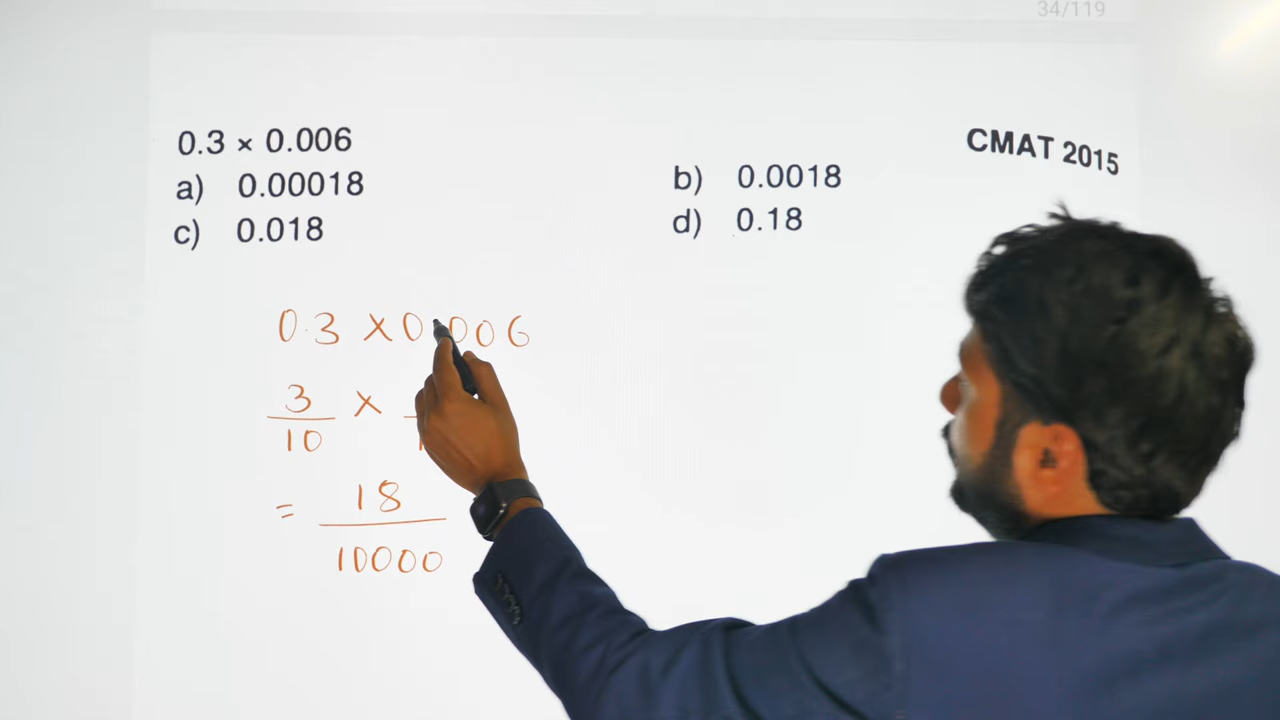 34/119
0.3 × 0.006
CMAT 2015
a) 0.00018
b) 0.0018
c) 0.018
d) 0.18
0.3 × 0.006
3/10 ×
= 18/10000